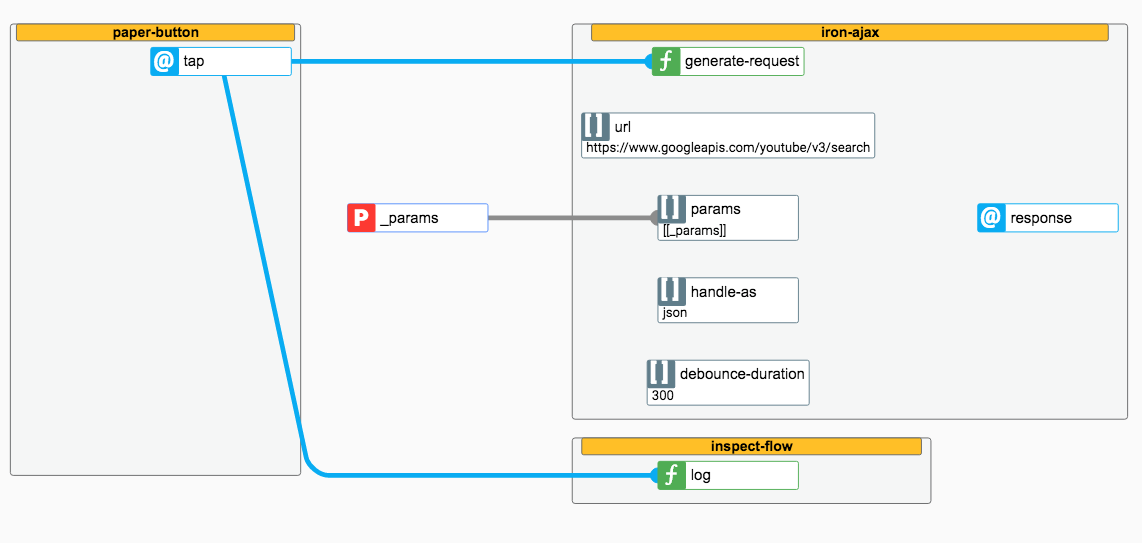 paper-button
@ tap
iron-ajax
ƒ generate-request
[ ] url
https://www.googleapis.com/youtube/v3/search
P _params
[ ] params
[[_params]]
@ response
[ ] handle-as
json
[ ] debounce-duration
300
inspect-flow
ƒ log